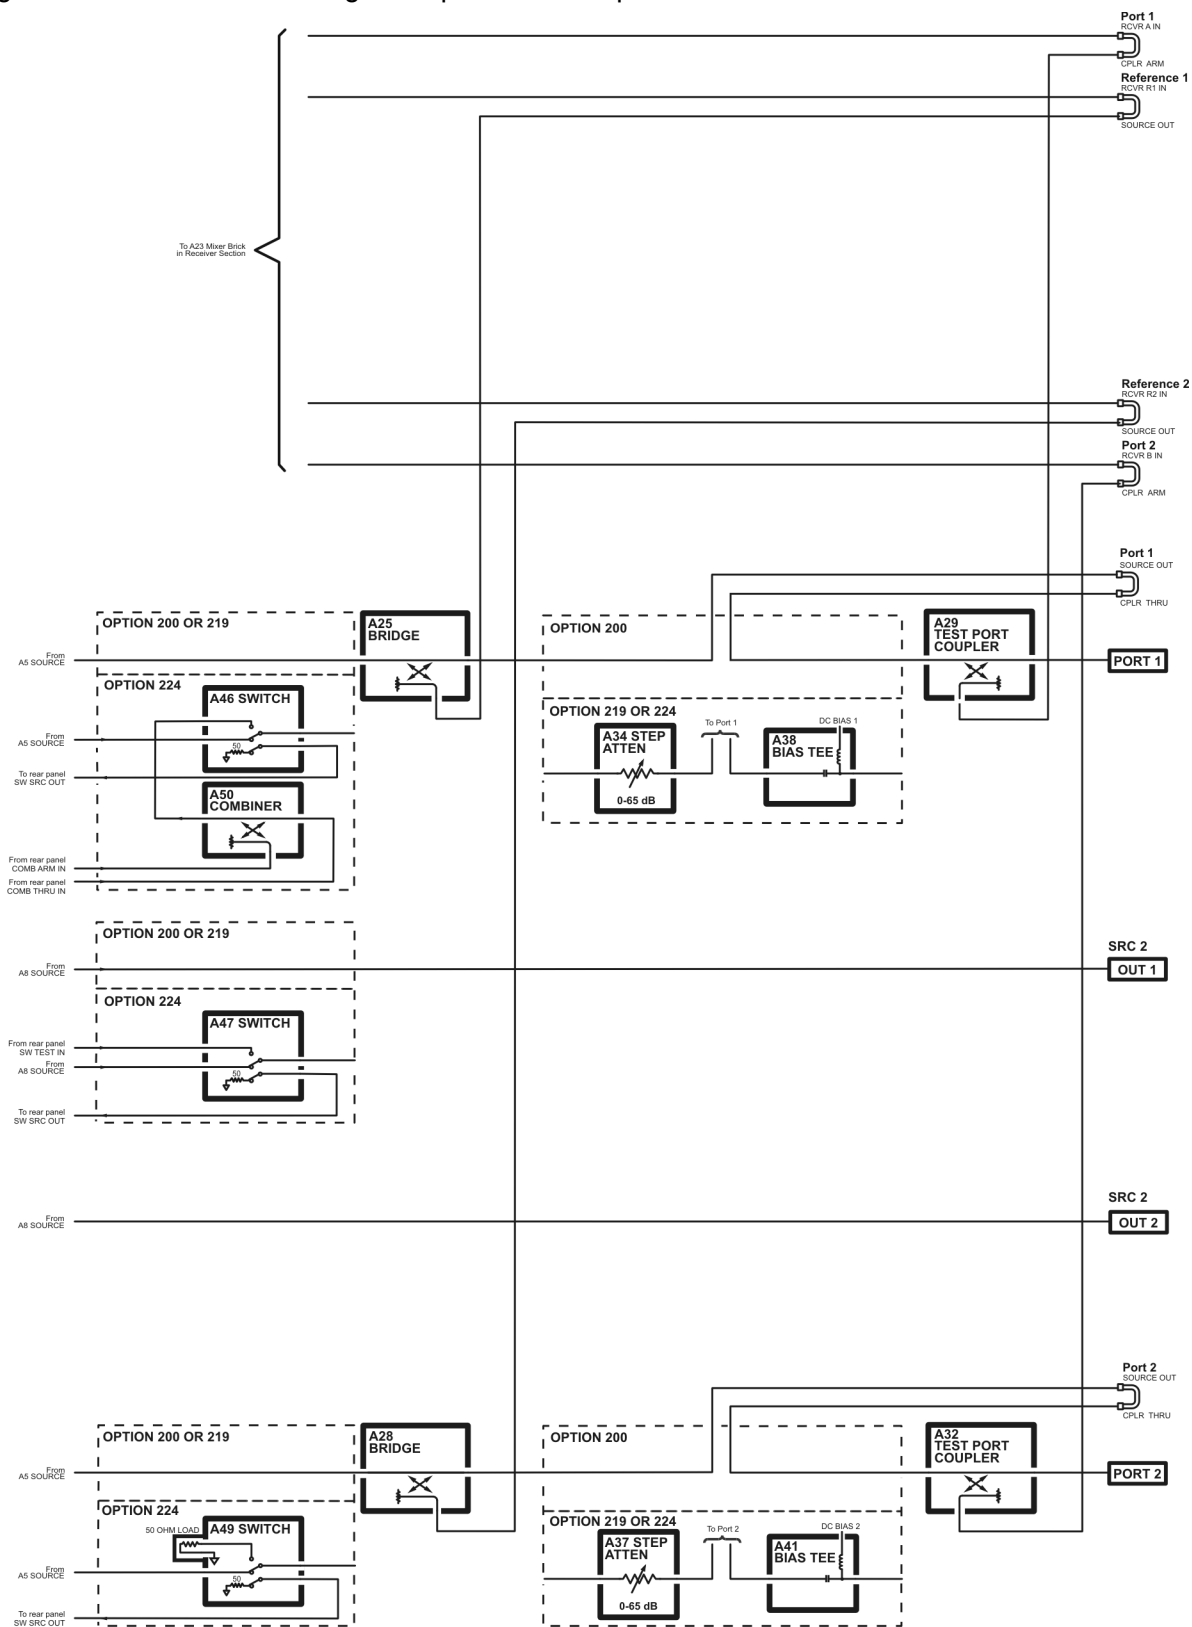 Port 1
RCVR A IN
CPLR ARM
Reference 1
RCVR R1 IN
SOURCE OUT
To A23 Mixer Brick
in Receiver Section
Reference 2
RCVR R2 IN
SOURCE OUT
Port 2
RCVR B IN
CPLR ARM
Port 1
SOURCE OUT
CPLR THRU
OPTION 200 OR 219
A25
BRIDGE
OPTION 200
A29
TEST PORT
COUPLER
From
A5 SOURCE
PORT 1
OPTION 224
A46 SWITCH
50
From
A5 SOURCE
To rear panel
SW SRC OUT
A50
COMBINER
From rear panel
COMB ARM IN
From rear panel
COMB THRU IN
OPTION 219 OR 224
A34 STEP
ATTEN
0-65 dB
To Port 1
DC BIAS 1
A38
BIAS TEE
OPTION 200 OR 219
From
A8 SOURCE
SRC 2
OUT 1
OPTION 224
A47 SWITCH
From rear panel
SW TEST IN
From
A8 SOURCE
50
To rear panel
SW SRC OUT
From
A8 SOURCE
SRC 2
OUT 2
Port 2
SOURCE OUT
CPLR THRU
OPTION 200 OR 219
A28
BRIDGE
OPTION 200
A32
TEST PORT
COUPLER
From
A5 SOURCE
PORT 2
OPTION 224
50 OHM LOAD
A49 SWITCH
From
A5 SOURCE
50
To rear panel
SW SRC OUT
OPTION 219 OR 224
A37 STEP
ATTEN
0-65 dB
To Port 2
DC BIAS 2
A41
BIAS TEE